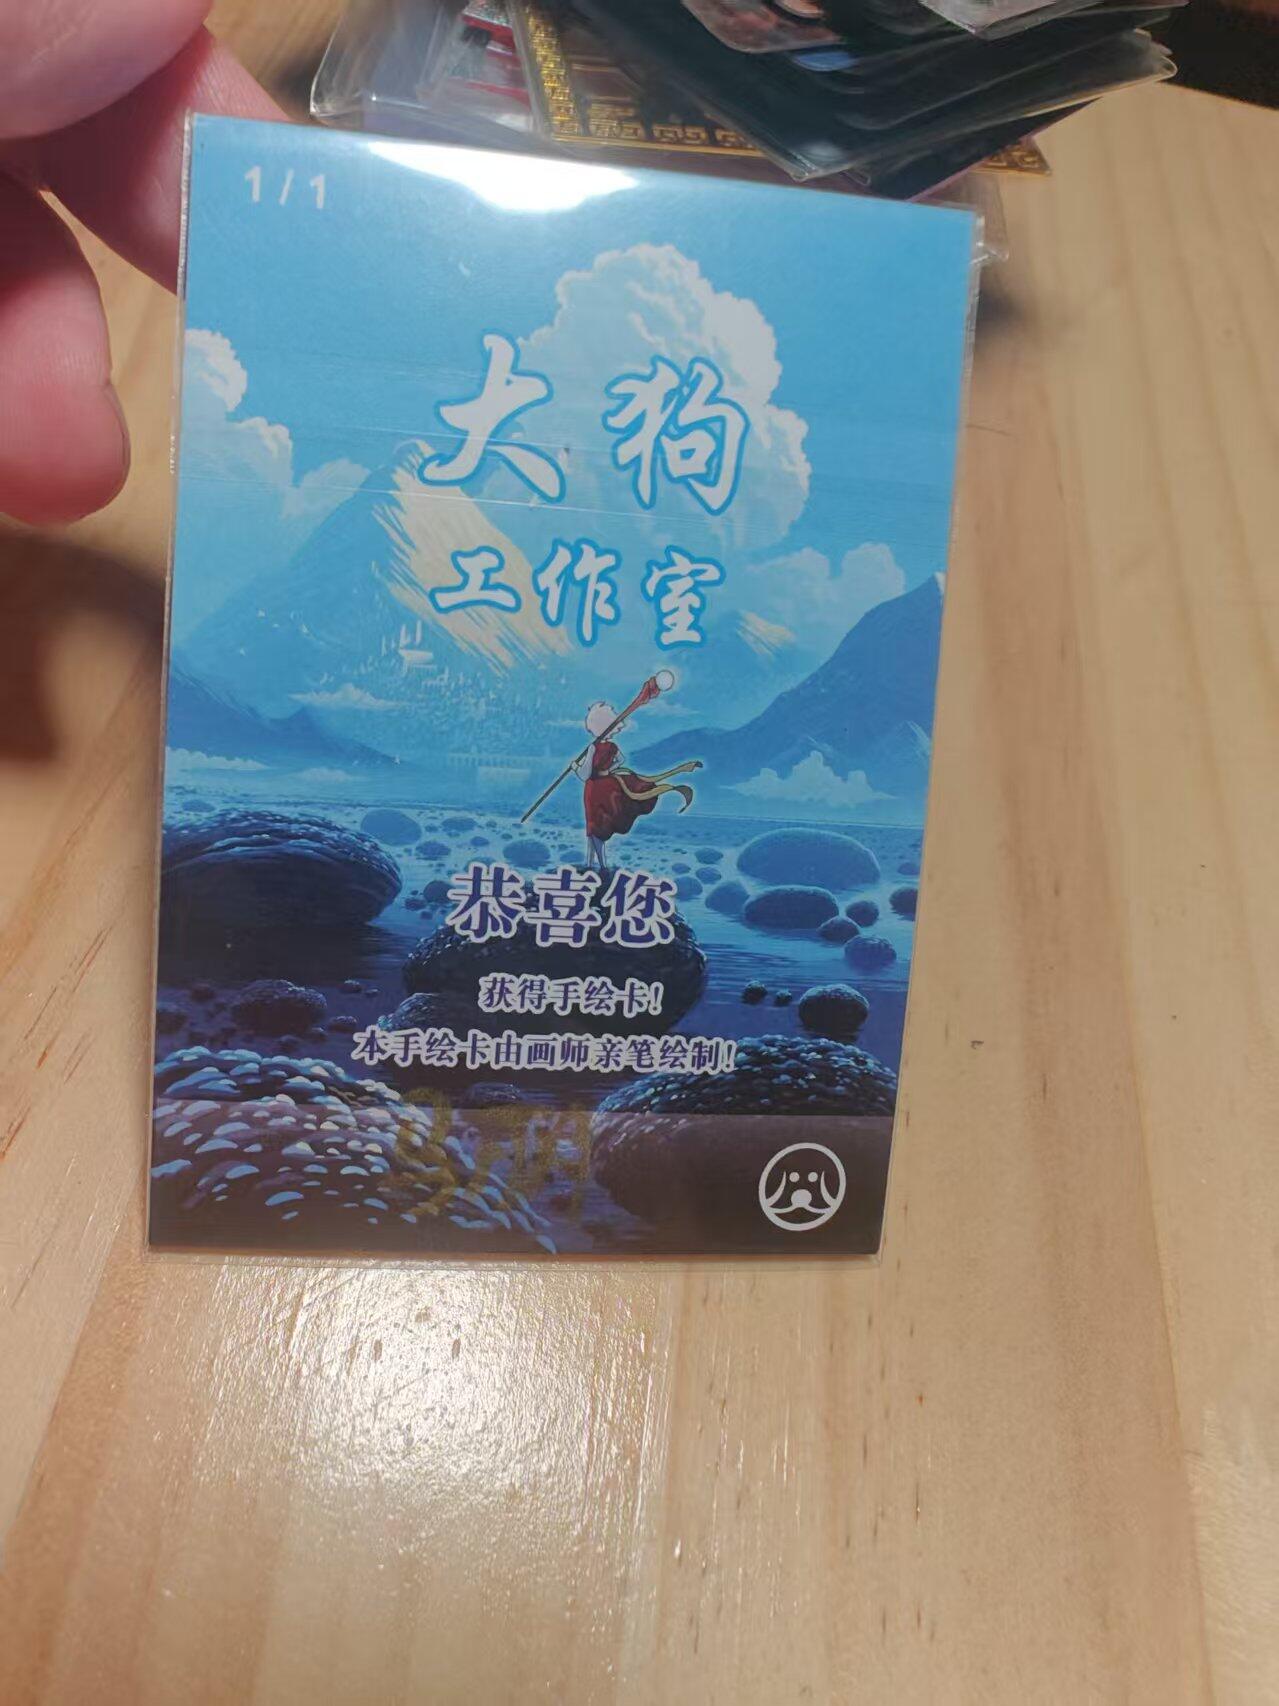 1/1
大狗
工作室
恭喜您
获得手绘卡!
本手绘卡由画师亲笔绘制!